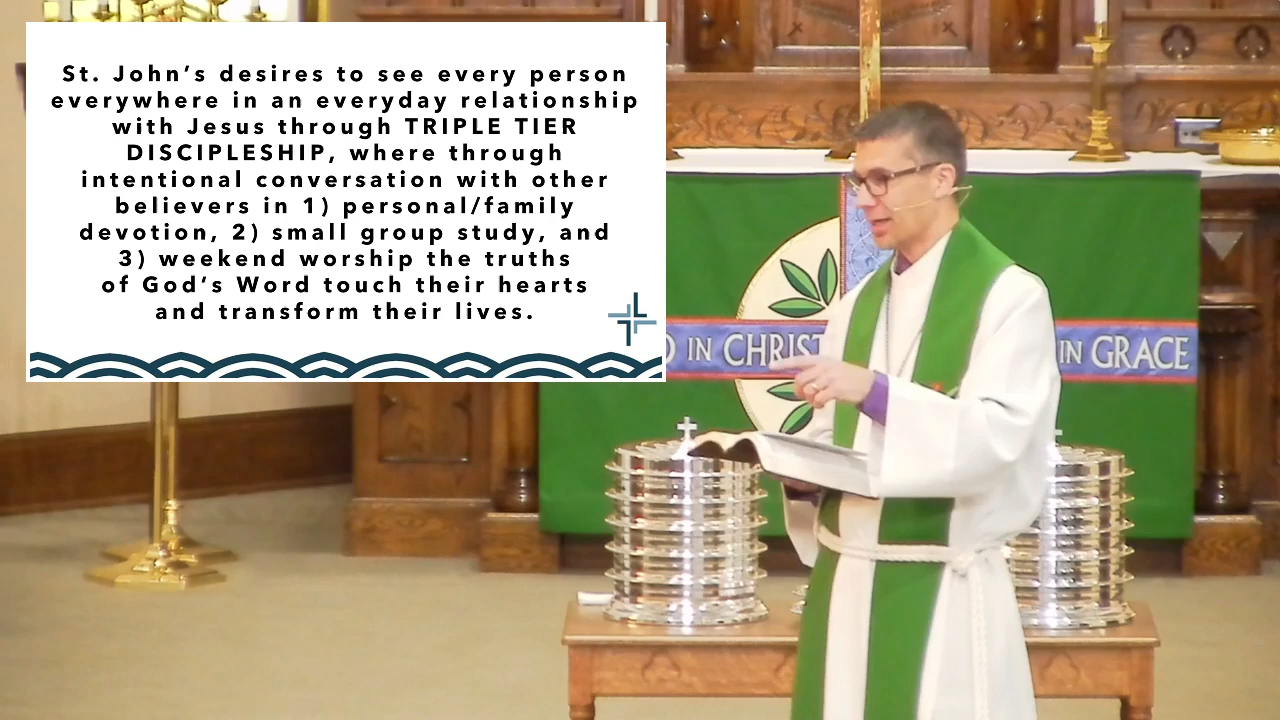 St. John's desires to see every person
everywhere in an everyday relationship
with Jesus through TRIPLE TIER
DISCIPLESHIP, where through
intentional conversation with other
believers in 1) personal/family
devotion, 2) small group study, and
3) weekend worship the truths
of God's Word touch their hearts
and transform their lives.
IN CHRIST
IN GRACE